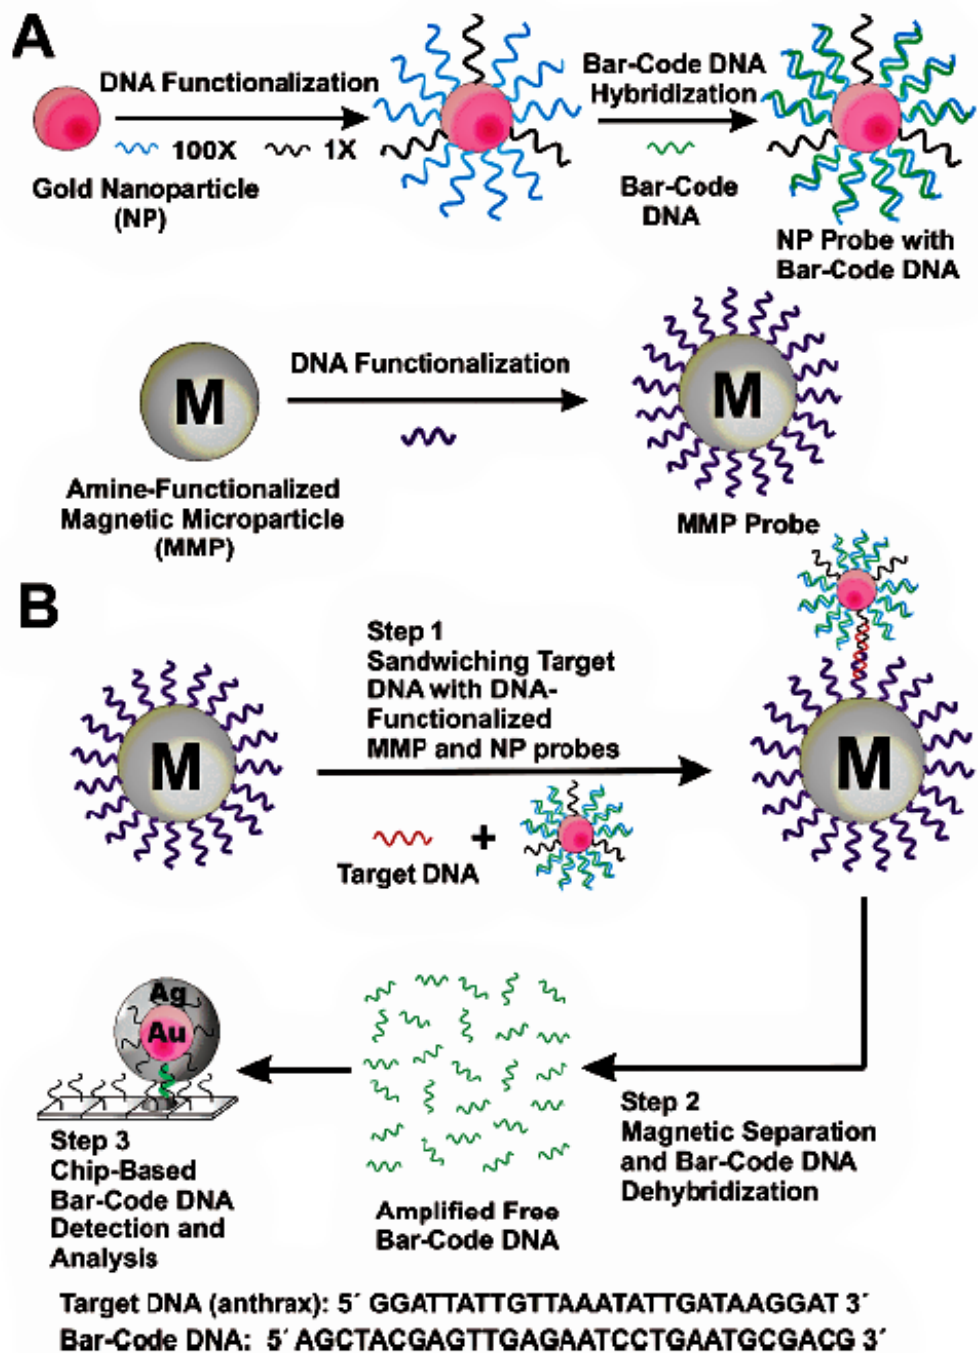 A
DNA Functionalization
100X
1X
Gold Nanoparticle
(NP)
Bar-Code DNA
Hybridization
Bar-Code
DNA
NP Probe with
Bar-Code DNA
M
Amine-Functionalized
Magnetic Microparticle
(MMP)
DNA Functionalization
M
MMP Probe
B
M
Step 1
Sandwiching Target
DNA with DNA-
Functionalized
MMP and NP probes
Target DNA
+
M
Step 2
Magnetic Separation
and Bar-Code DNA
Dehybridization
Amplified Free
Bar-Code DNA
Ag
Au
Step 3
Chip-Based
Bar-Code DNA
Detection and
Analysis
Target DNA (anthrax): 5´ GGATTATTGTTAAATATTGATAAGGAT 3´
Bar-Code DNA: 5´ AGCTACGAGTTGAGAATCCTGAATGCGACG 3´